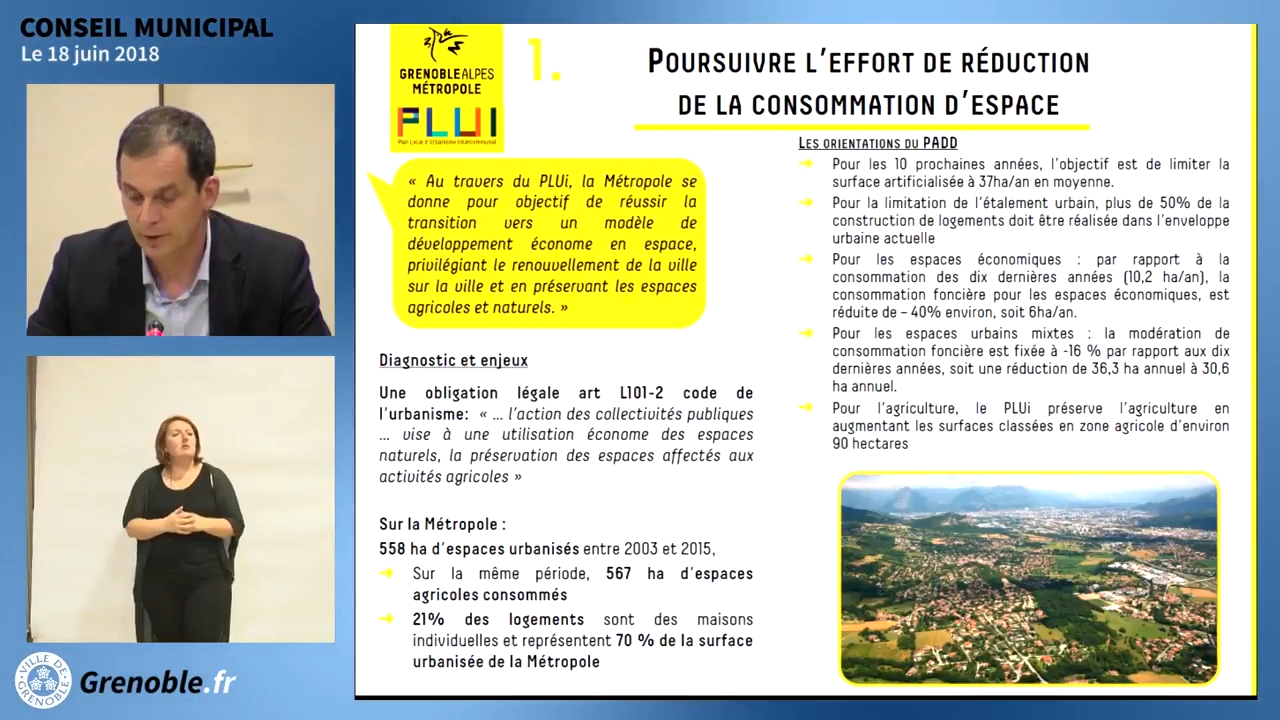 CONSEIL MUNICIPAL
Le 18 juin 2018
GRENOBLEALPES
MÉTROPOLE
PLUI
Plan Local d'Urbanisme Intercommunal
1.
POURSUIVRE L'EFFORT DE RÉDUCTION
DE LA CONSOMMATION D'ESPACE
« Au travers du PLUi, la Métropole se
donne pour objectif de réussir la
transition vers un modèle de
développement économe en espace,
privilégiant le renouvellement de la ville
sur la ville et en préservant les espaces
agricoles et naturels. »
Diagnostic et enjeux
Une obligation légale art L101-2 code de
l'urbanisme: « … l'action des collectivités publiques
… vise à une utilisation économe des espaces
naturels, la préservation des espaces affectés aux
activités agricoles »
Sur la Métropole :
558 ha d'espaces urbanisés entre 2003 et 2015,
Sur la même période, 567 ha d'espaces
agricoles consommés
21% des logements sont des maisons
individuelles et représentent 70 % de la surface
urbanisée de la Métropole
LES ORIENTATIONS DU PADD
Pour les 10 prochaines années, l'objectif est de limiter la
surface artificialisée à 37ha/an en moyenne.
Pour la limitation de l'étalement urbain, plus de 50% de la
construction de logements doit être réalisée dans l'enveloppe
urbaine actuelle
Pour les espaces économiques : par rapport à la
consommation des dix dernières années (10,2 ha/an), la
consommation foncière pour les espaces économiques, est
réduite de – 40% environ, soit 6ha/an.
Pour les espaces urbains mixtes : la modération de
consommation foncière est fixée à -16 % par rapport aux dix
dernières années, soit une réduction de 36,3 ha annuel à 30,6
ha annuel.
Pour l'agriculture, le PLUi préserve l'agriculture en
augmentant les surfaces classées en zone agricole d'environ
90 hectares
VILLE DE
GRENOBLE
Grenoble.fr